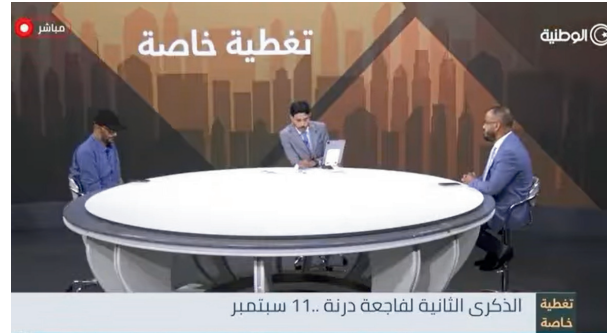 مباشر
تغطية خاصة
الوطنية
الذكرى الثانية لفاجعة درنة ..11 سبتمبر
تغطية
خاصة